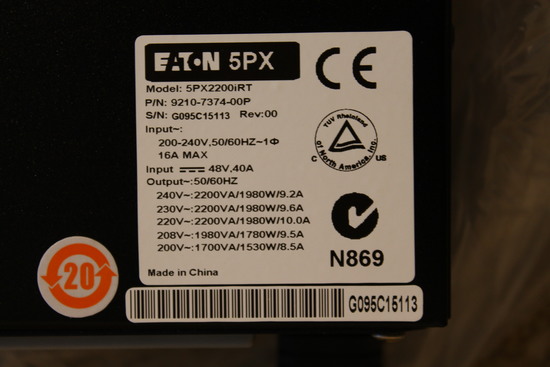 EATON 5PX
Model: 5PX2200iRT
P/N: 9210-7374-00P
S/N: G095C15113 Rev:00
Input~:
200-240V,50/60HZ~1Φ
16A MAX
Input ⎓ 48V,40A
Output~:50/60HZ
240V~:2200VA/1980W/9.2A
230V~:2200VA/1980W/9.6A
220V~:2200VA/1980W/10.0A
208V~:1980VA/1780W/9.5A
200V~:1700VA/1530W/8.5A
Made in China
CE
TUV Rheinland
of North America, Inc.
C US
N869
20
G095C15113